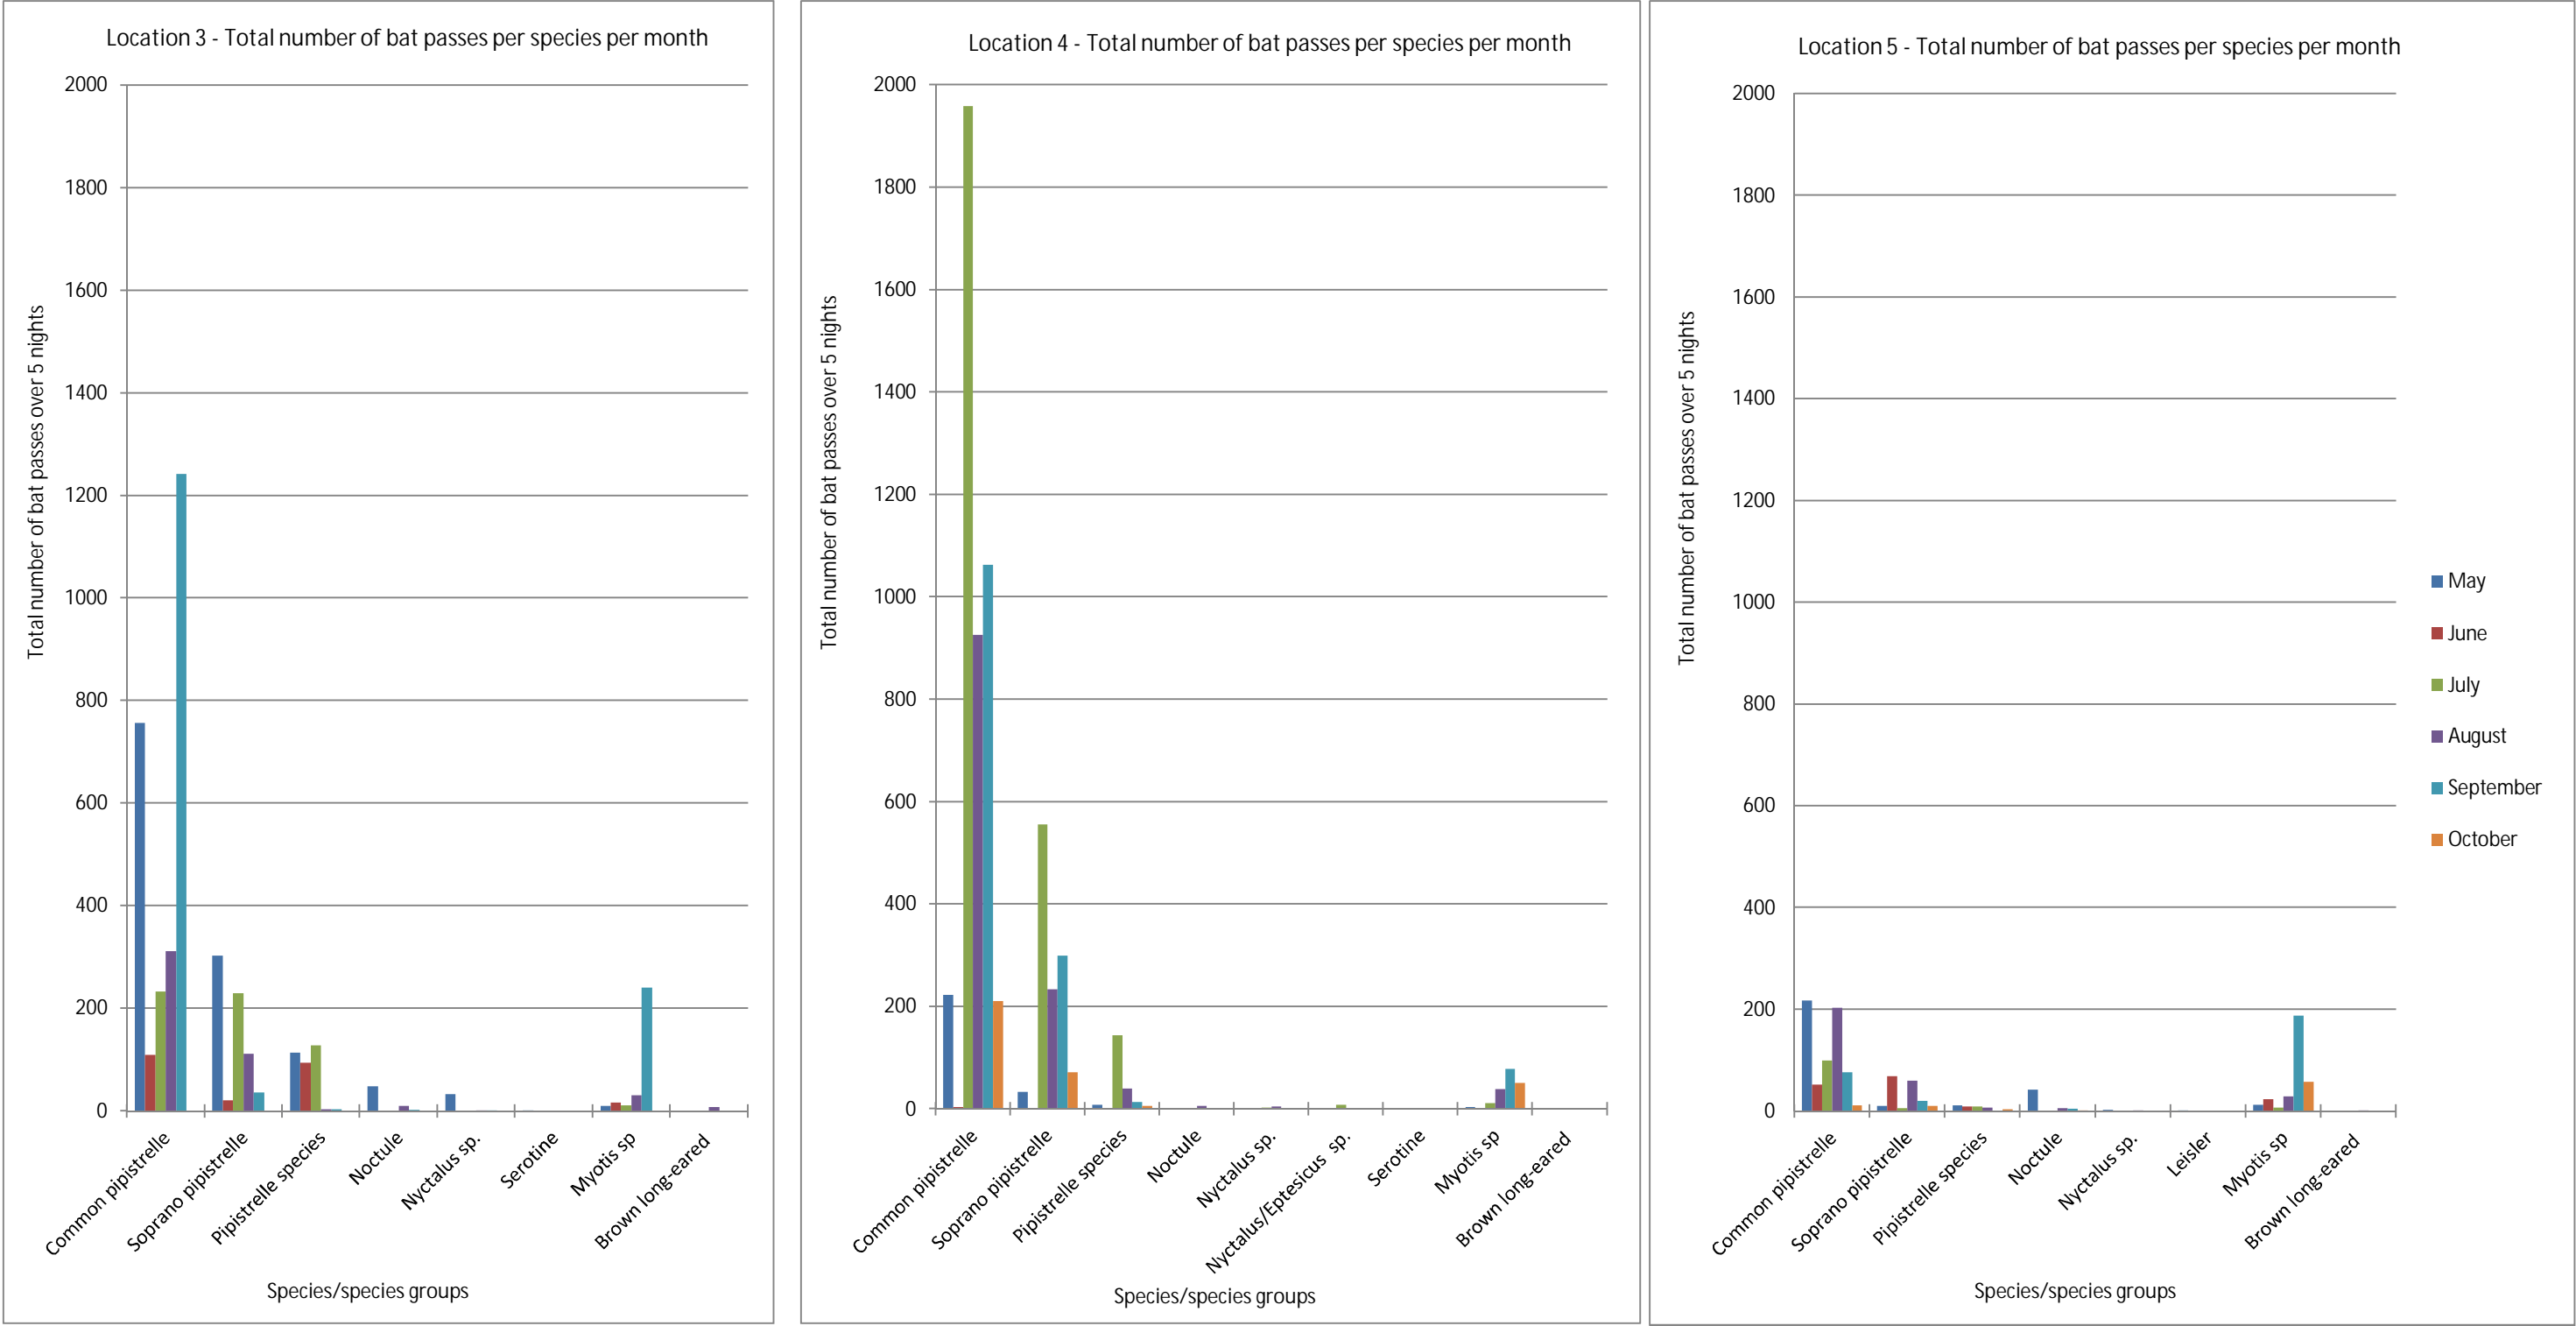 Location 3 - Total number of bat passes per species per month
2000
1800
1600
1400
1200
1000
800
600
400
200
0
Total number of bat passes over 5 nights
Common pipistrelle
Soprano pipistrelle
Pipistrelle species
Noctule
Nyctalus sp.
Serotine
Myotis sp
Brown long-eared
Species/species groups
Location 4 - Total number of bat passes per species per month
2000
1800
1600
1400
1200
1000
800
600
400
200
0
Total number of bat passes over 5 nights
Common pipistrelle
Soprano pipistrelle
Pipistrelle species
Noctule
Nyctalus sp.
Nyctalus/Eptesicus sp.
Serotine
Myotis sp
Brown long-eared
Species/species groups
Location 5 - Total number of bat passes per species per month
2000
1800
1600
1400
1200
1000
800
600
400
200
0
Total number of bat passes over 5 nights
Common pipistrelle
Soprano pipistrelle
Pipistrelle species
Noctule
Nyctalus sp.
Leisler
Myotis sp
Brown long-eared
Species/species groups
May
June
July
August
September
October